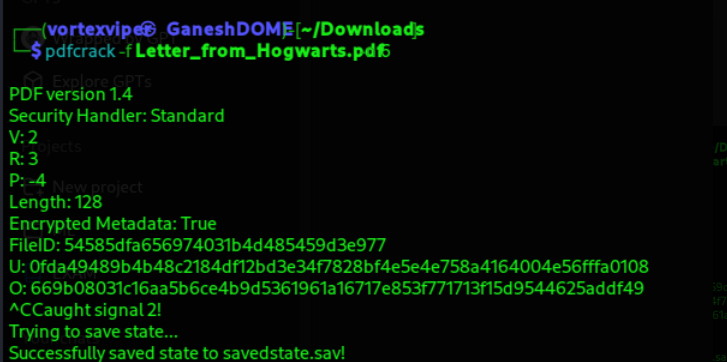 (vortexviper㉿ GaneshDOME)-[~/Downloads]
$ pdfcrack -f Letter_from_Hogwarts.pdf
Explore GPTs
PDF version 1.4
Security Handler: Standard
V: 2
R: 3
P: -4
New project
Length: 128
Encrypted Metadata: True
FileID: 54585dfa656974031b4d485459d3e977
U: 0fda49489b4b48c2184df12bd3e34f7828bf4e5e4e758a4164004e56fffa0108
O: 669b08031c16aa5b6ce4b9d5361961a16717e853f771713f15d9544625addf49
^CCaught signal 2!
Trying to save state...
Successfully saved state to savedstate.sav!